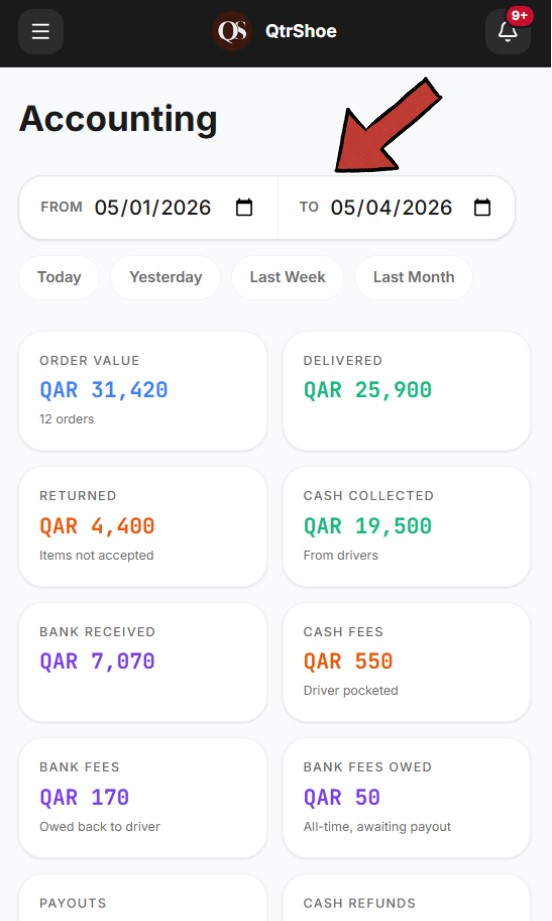 9+
QS QtrShoe
Accounting
FROM 05/01/2026 TO 05/04/2026
Today Yesterday Last Week Last Month
ORDER VALUE
QAR 31,420
12 orders
DELIVERED
QAR 25,900
RETURNED
QAR 4,400
Items not accepted
CASH COLLECTED
QAR 19,500
From drivers
BANK RECEIVED
QAR 7,070
CASH FEES
QAR 550
Driver pocketed
BANK FEES
QAR 170
Owed back to driver
BANK FEES OWED
QAR 50
All-time, awaiting payout
PAYOUTS
CASH REFUNDS